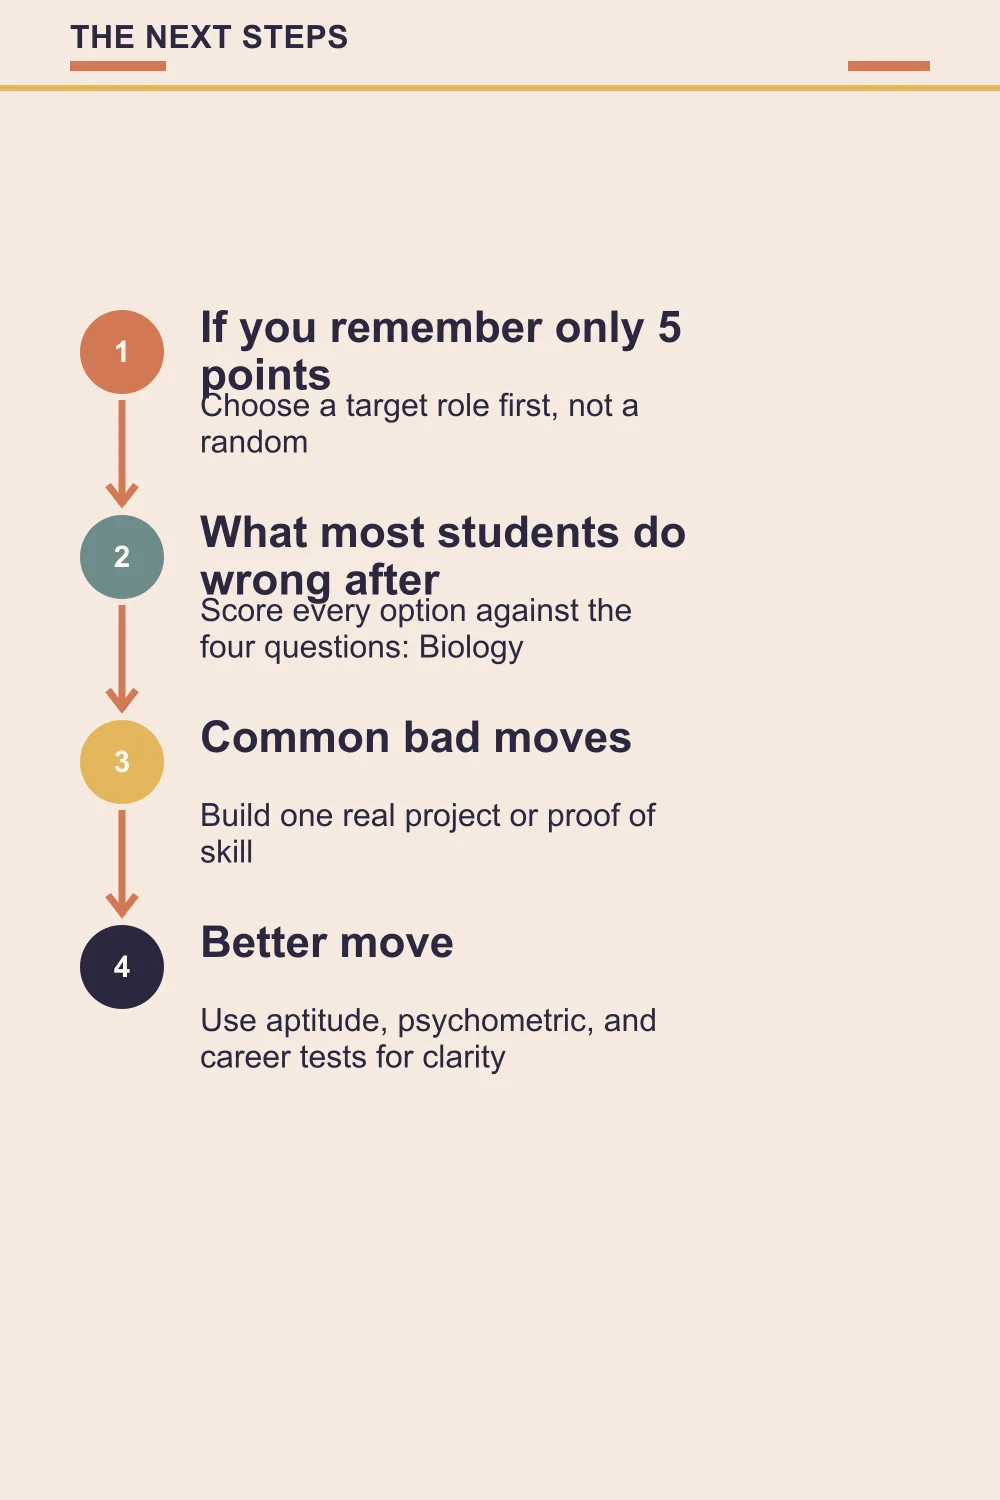 THE NEXT STEPS
1
If you remember only 5
points
Choose a target role first, not a
random
2
What most students do
wrong after
Score every option against the
four questions: Biology
3
Common bad moves
Build one real project or proof of
skill
4
Better move
Use aptitude, psychometric, and
career tests for clarity